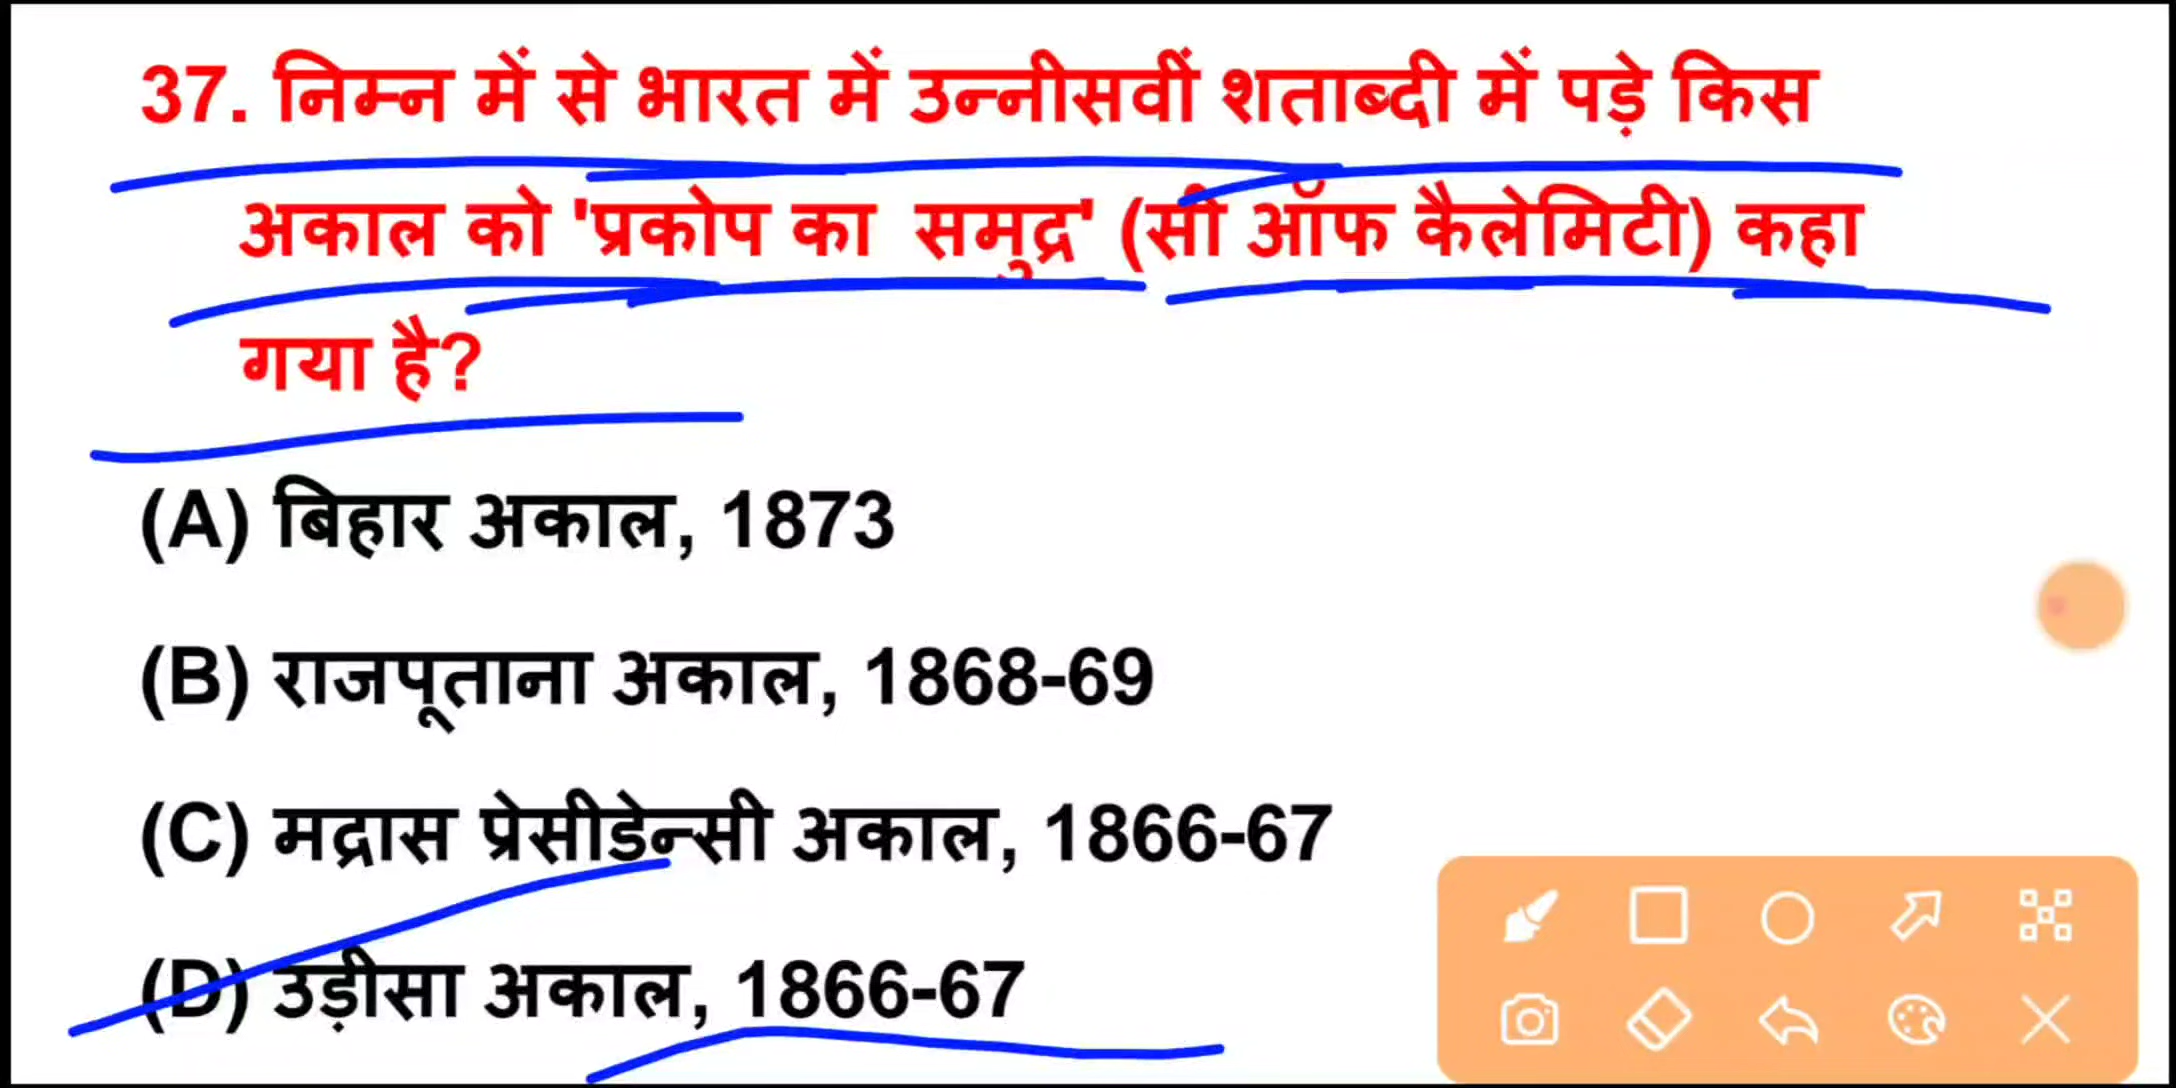 37. निम्न में से भारत में उन्नीसवीं शताब्दी में पड़े किस
अकाल को 'प्रकोप का समुद्र' (सी ऑफ कैलेमिटी) कहा
गया है?
(A) बिहार अकाल, 1873
(B) राजपूताना अकाल, 1868-69
(C) मद्रास प्रेसीडेन्सी अकाल, 1866-67
(D) उड़ीसा अकाल, 1866-67